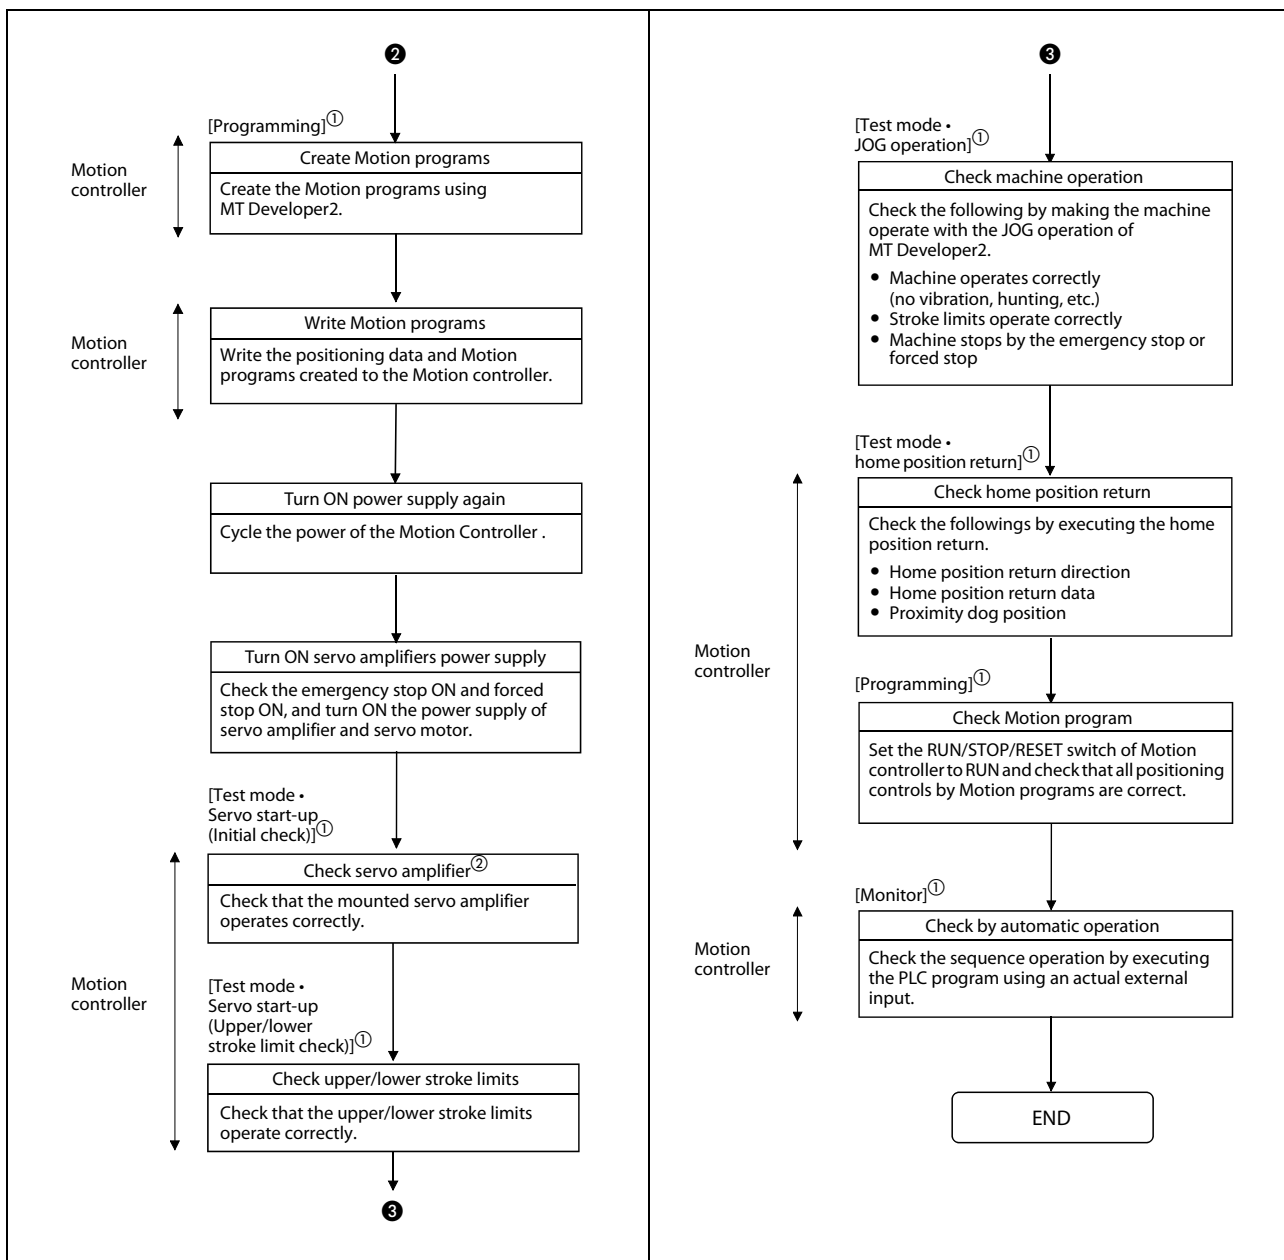 ❷
[Programming]①
Motion
controller
Create Motion programs
Create the Motion programs using
MT Developer2.
Motion
controller
Write Motion programs
Write the positioning data and Motion
programs created to the Motion controller.
Turn ON power supply again
Cycle the power of the Motion Controller .
Turn ON servo amplifiers power supply
Check the emergency stop ON and forced
stop ON, and turn ON the power supply of
servo amplifier and servo motor.
[Test mode •
Servo start-up
(Initial check)]①
Check servo amplifier②
Check that the mounted servo amplifier
operates correctly.
Motion
controller
[Test mode •
Servo start-up
(Upper/lower
stroke limit check)]①
Check upper/lower stroke limits
Check that the upper/lower stroke limits
operate correctly.
❸
❸
[Test mode •
JOG operation]①
Check machine operation
Check the following by making the machine
operate with the JOG operation of
MT Developer2.
• Machine operates correctly
(no vibration, hunting, etc.)
• Stroke limits operate correctly
• Machine stops by the emergency stop or
forced stop
[Test mode •
home position return]①
Check home position return
Check the followings by executing the home
position return.
• Home position return direction
• Home position return data
• Proximity dog position
Motion
controller
[Programming]①
Check Motion program
Set the RUN/STOP/RESET switch of Motion
controller to RUN and check that all positioning
controls by Motion programs are correct.
[Monitor]①
Motion
controller
Check by automatic operation
Check the sequence operation by executing
the PLC program using an actual external
input.
END